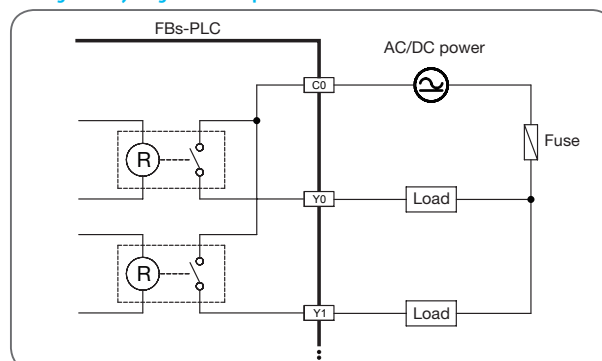 FBs-PLC
AC/DC power
C0
Fuse
R
Y0
Load
R
Y1
Load